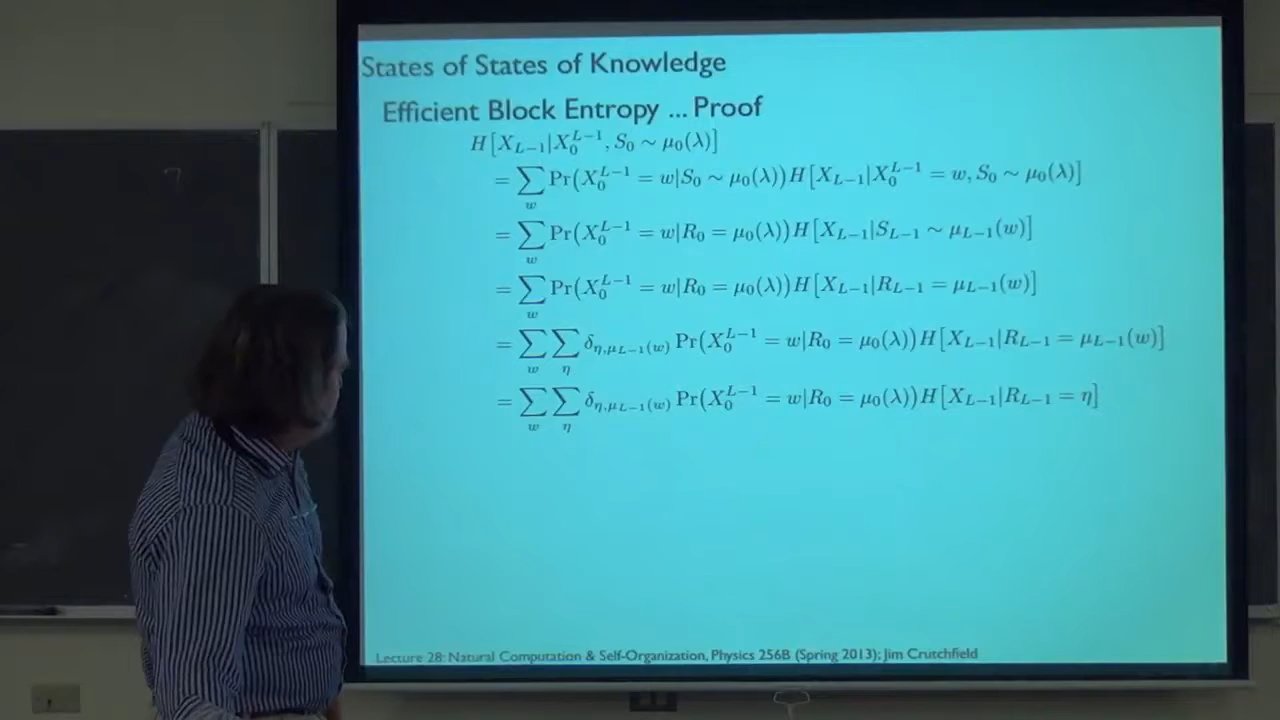 States of States of Knowledge
Efficient Block Entropy ... Proof
H[X_{L−1}|X_0^{L−1}, S_0 ∼ μ_0(λ)]
= ∑_w Pr(X_0^{L−1} = w|S_0 ∼ μ_0(λ))H[X_{L−1}|X_0^{L−1} = w, S_0 ∼ μ_0(λ)]
= ∑_w Pr(X_0^{L−1} = w|R_0 = μ_0(λ))H[X_{L−1}|S_{L−1} ∼ μ_{L−1}(w)]
= ∑_w Pr(X_0^{L−1} = w|R_0 = μ_0(λ))H[X_{L−1}|R_{L−1} = μ_{L−1}(w)]
= ∑_w ∑_η δ_{η,μ_{L−1}(w)} Pr(X_0^{L−1} = w|R_0 = μ_0(λ))H[X_{L−1}|R_{L−1} = μ_{L−1}(w)]
= ∑_w ∑_η δ_{η,μ_{L−1}(w)} Pr(X_0^{L−1} = w|R_0 = μ_0(λ))H[X_{L−1}|R_{L−1} = η]
Lecture 28: Natural Computation & Self-Organization, Physics 256B (Spring 2013); Jim Crutchfield